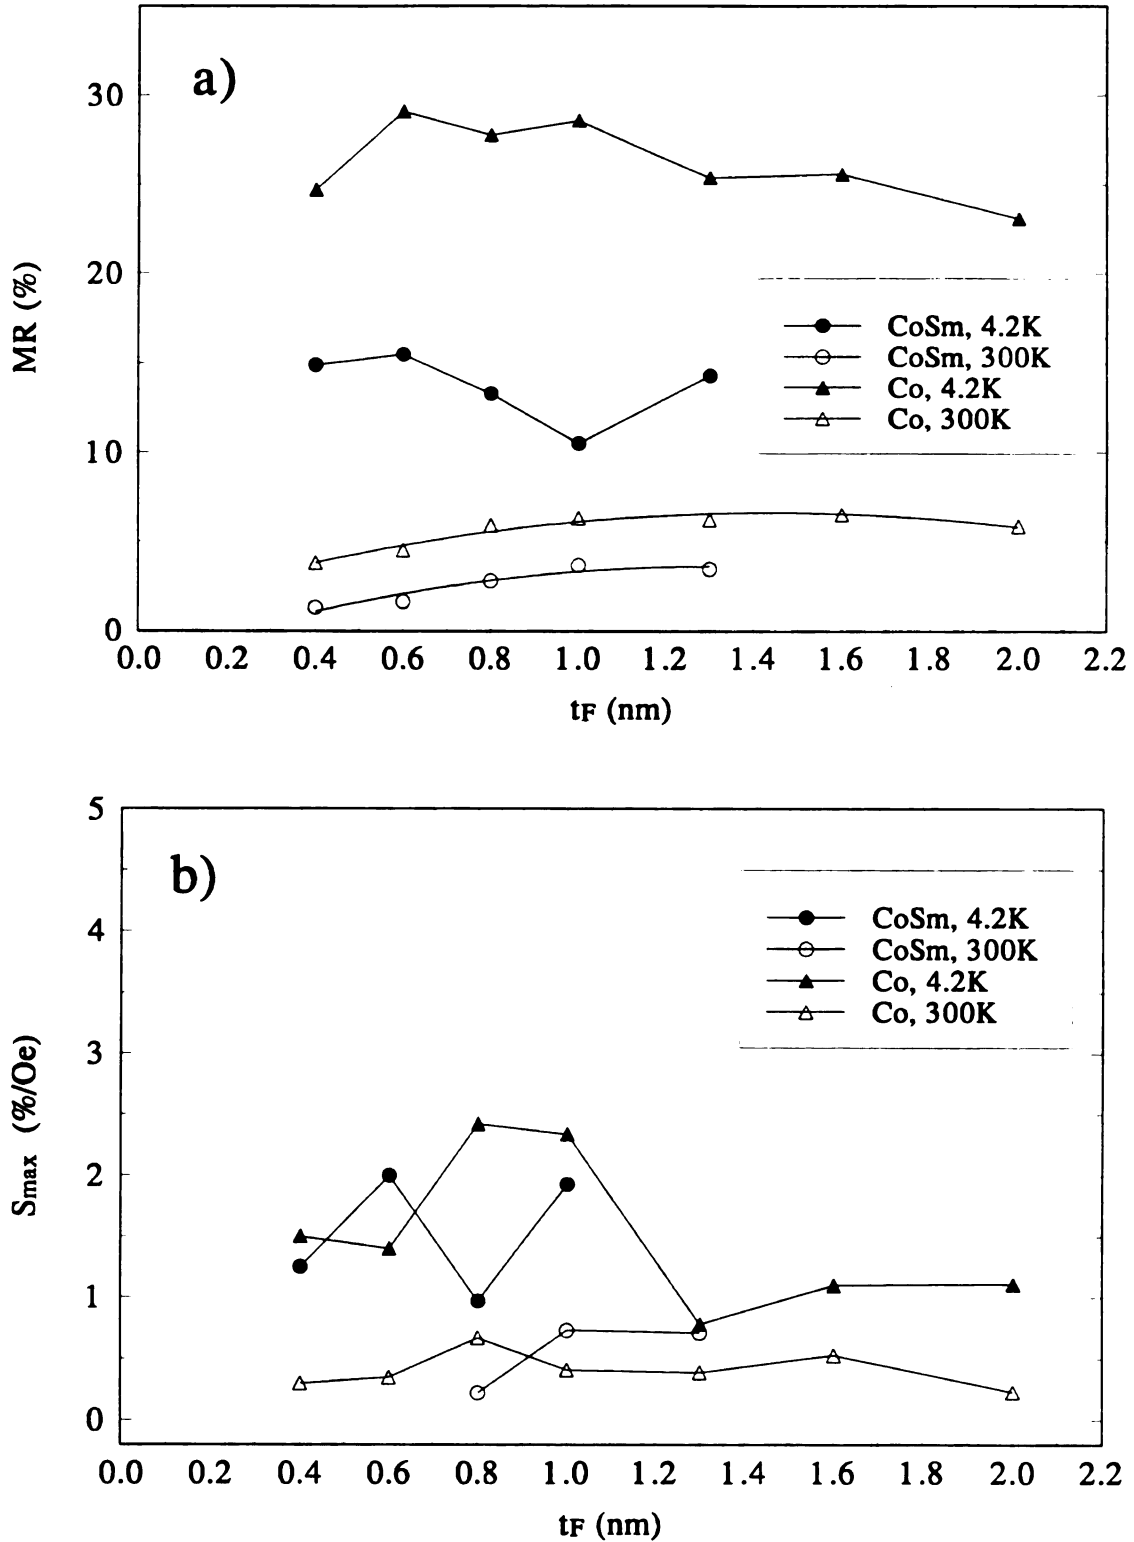 a)
30
20
10
0
MR (%)
CoSm, 4.2K
CoSm, 300K
Co, 4.2K
Co, 300K
0.0 0.2 0.4 0.6 0.8 1.0 1.2 1.4 1.6 1.8 2.0 2.2
tF (nm)
b)
5
4
3
2
1
0
Smax (%/Oe)
CoSm, 4.2K
CoSm, 300K
Co, 4.2K
Co, 300K
0.0 0.2 0.4 0.6 0.8 1.0 1.2 1.4 1.6 1.8 2.0 2.2
tF (nm)